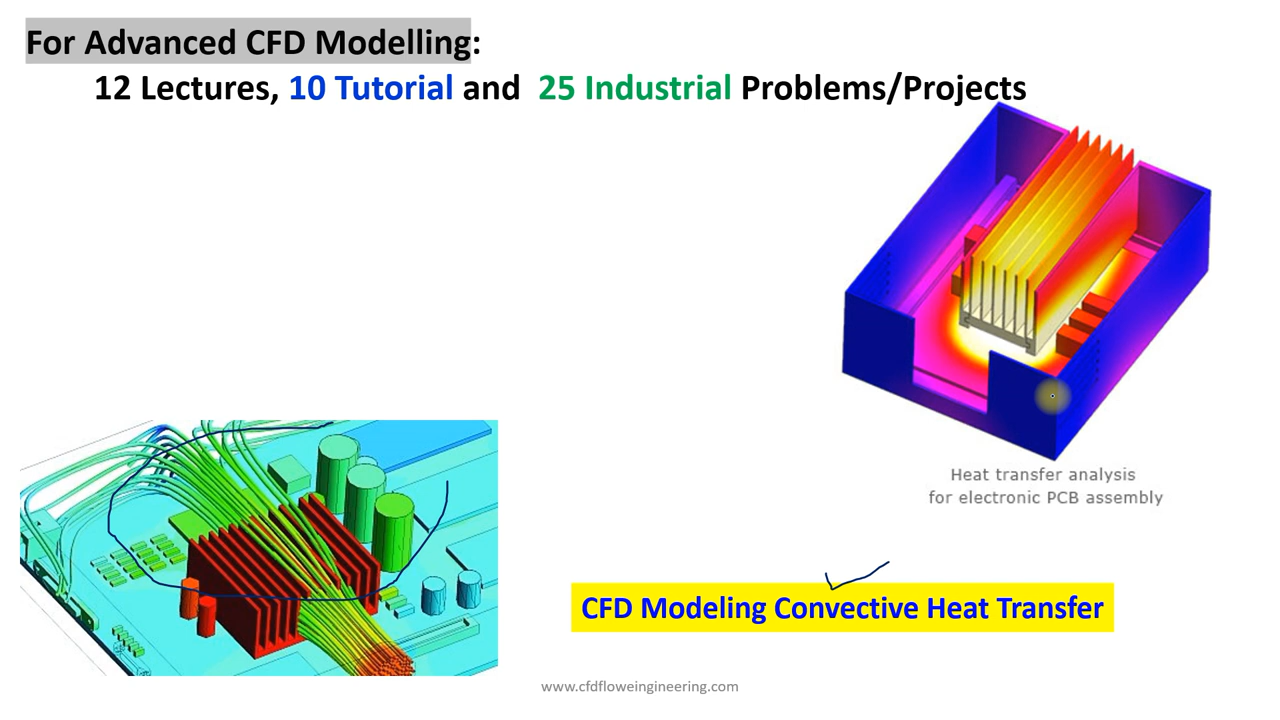 For Advanced CFD Modelling:
12 Lectures, 10 Tutorial and 25 Industrial Problems/Projects
Heat transfer analysis
for electronic PCB assembly
CFD Modeling Convective Heat Transfer
www.cfdfloweingineering.com